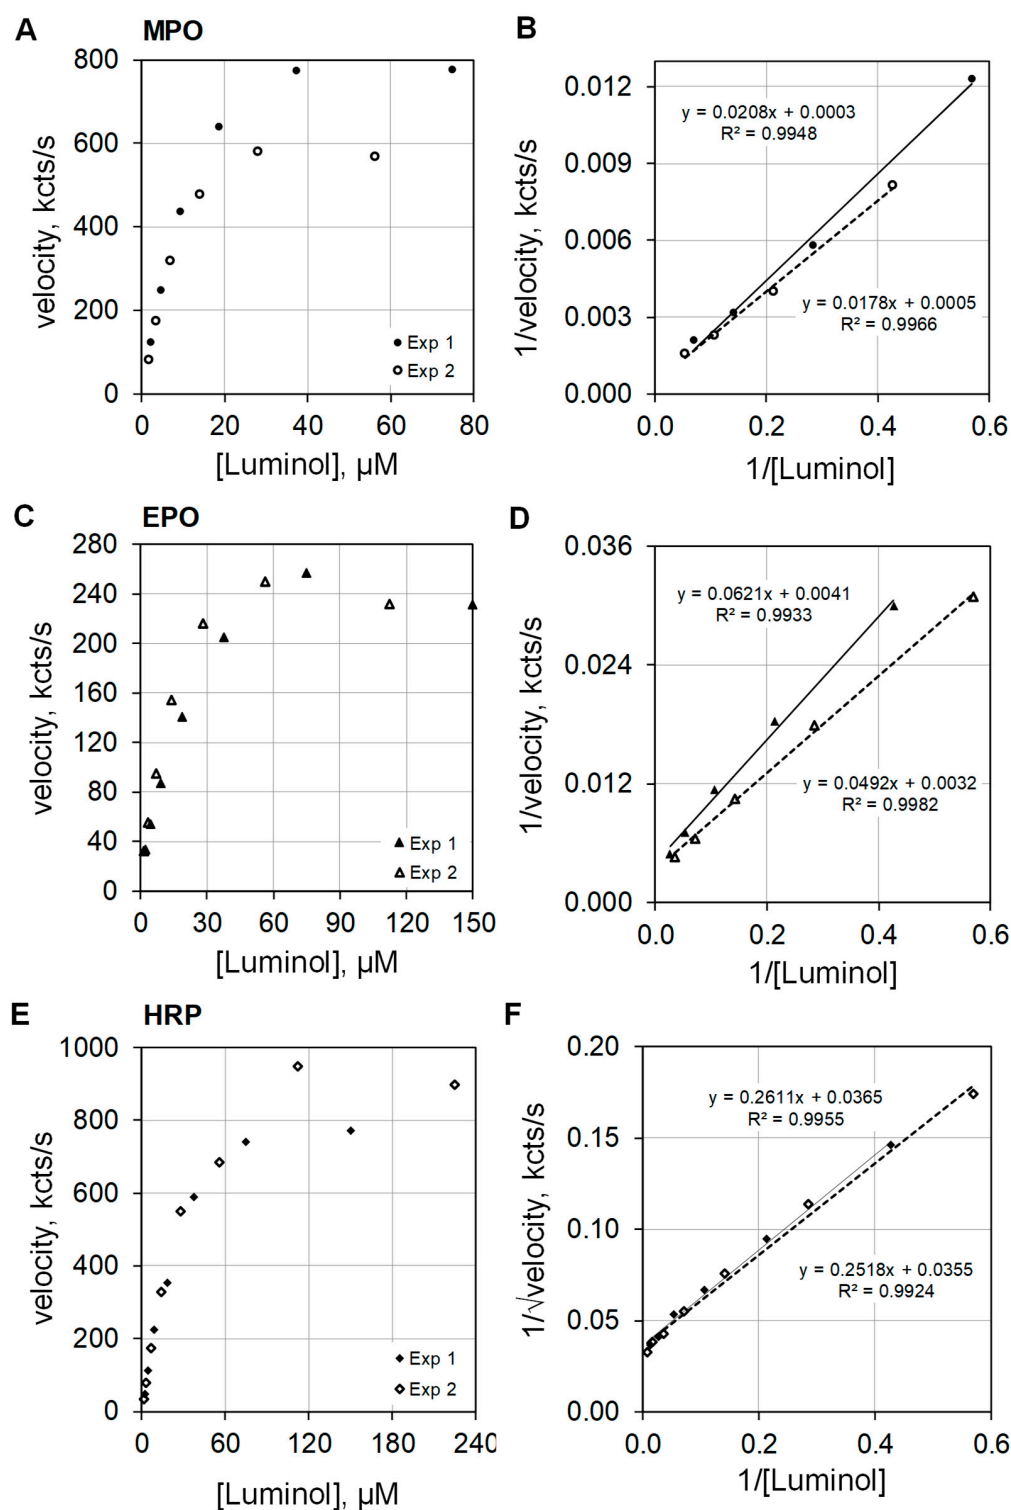 A
MPO
velocity, kcts/s
800
600
400
200
0
0 20 40 60 80
[Luminol], µM
Exp 1
Exp 2
B
1/velocity, kcts/s
0.012
0.009
0.006
0.003
0.000
0.0 0.2 0.4 0.6
1/[Luminol]
y = 0.0208x + 0.0003
R² = 0.9948
y = 0.0178x + 0.0005
R² = 0.9966
C
EPO
velocity, kcts/s
280
240
200
160
120
80
40
0
0 30 60 90 120 150
[Luminol], µM
Exp 1
Exp 2
D
1/velocity, kcts/s
0.036
0.024
0.012
0.000
0.0 0.2 0.4 0.6
1/[Luminol]
y = 0.0621x + 0.0041
R² = 0.9933
y = 0.0492x + 0.0032
R² = 0.9982
E
HRP
velocity, kcts/s
1000
800
600
400
200
0
0 60 120 180 240
[Luminol], µM
Exp 1
Exp 2
F
1/√velocity, kcts/s
0.20
0.15
0.10
0.05
0.00
0.0 0.2 0.4 0.6
1/[Luminol]
y = 0.2611x + 0.0365
R² = 0.9955
y = 0.2518x + 0.0355
R² = 0.9924